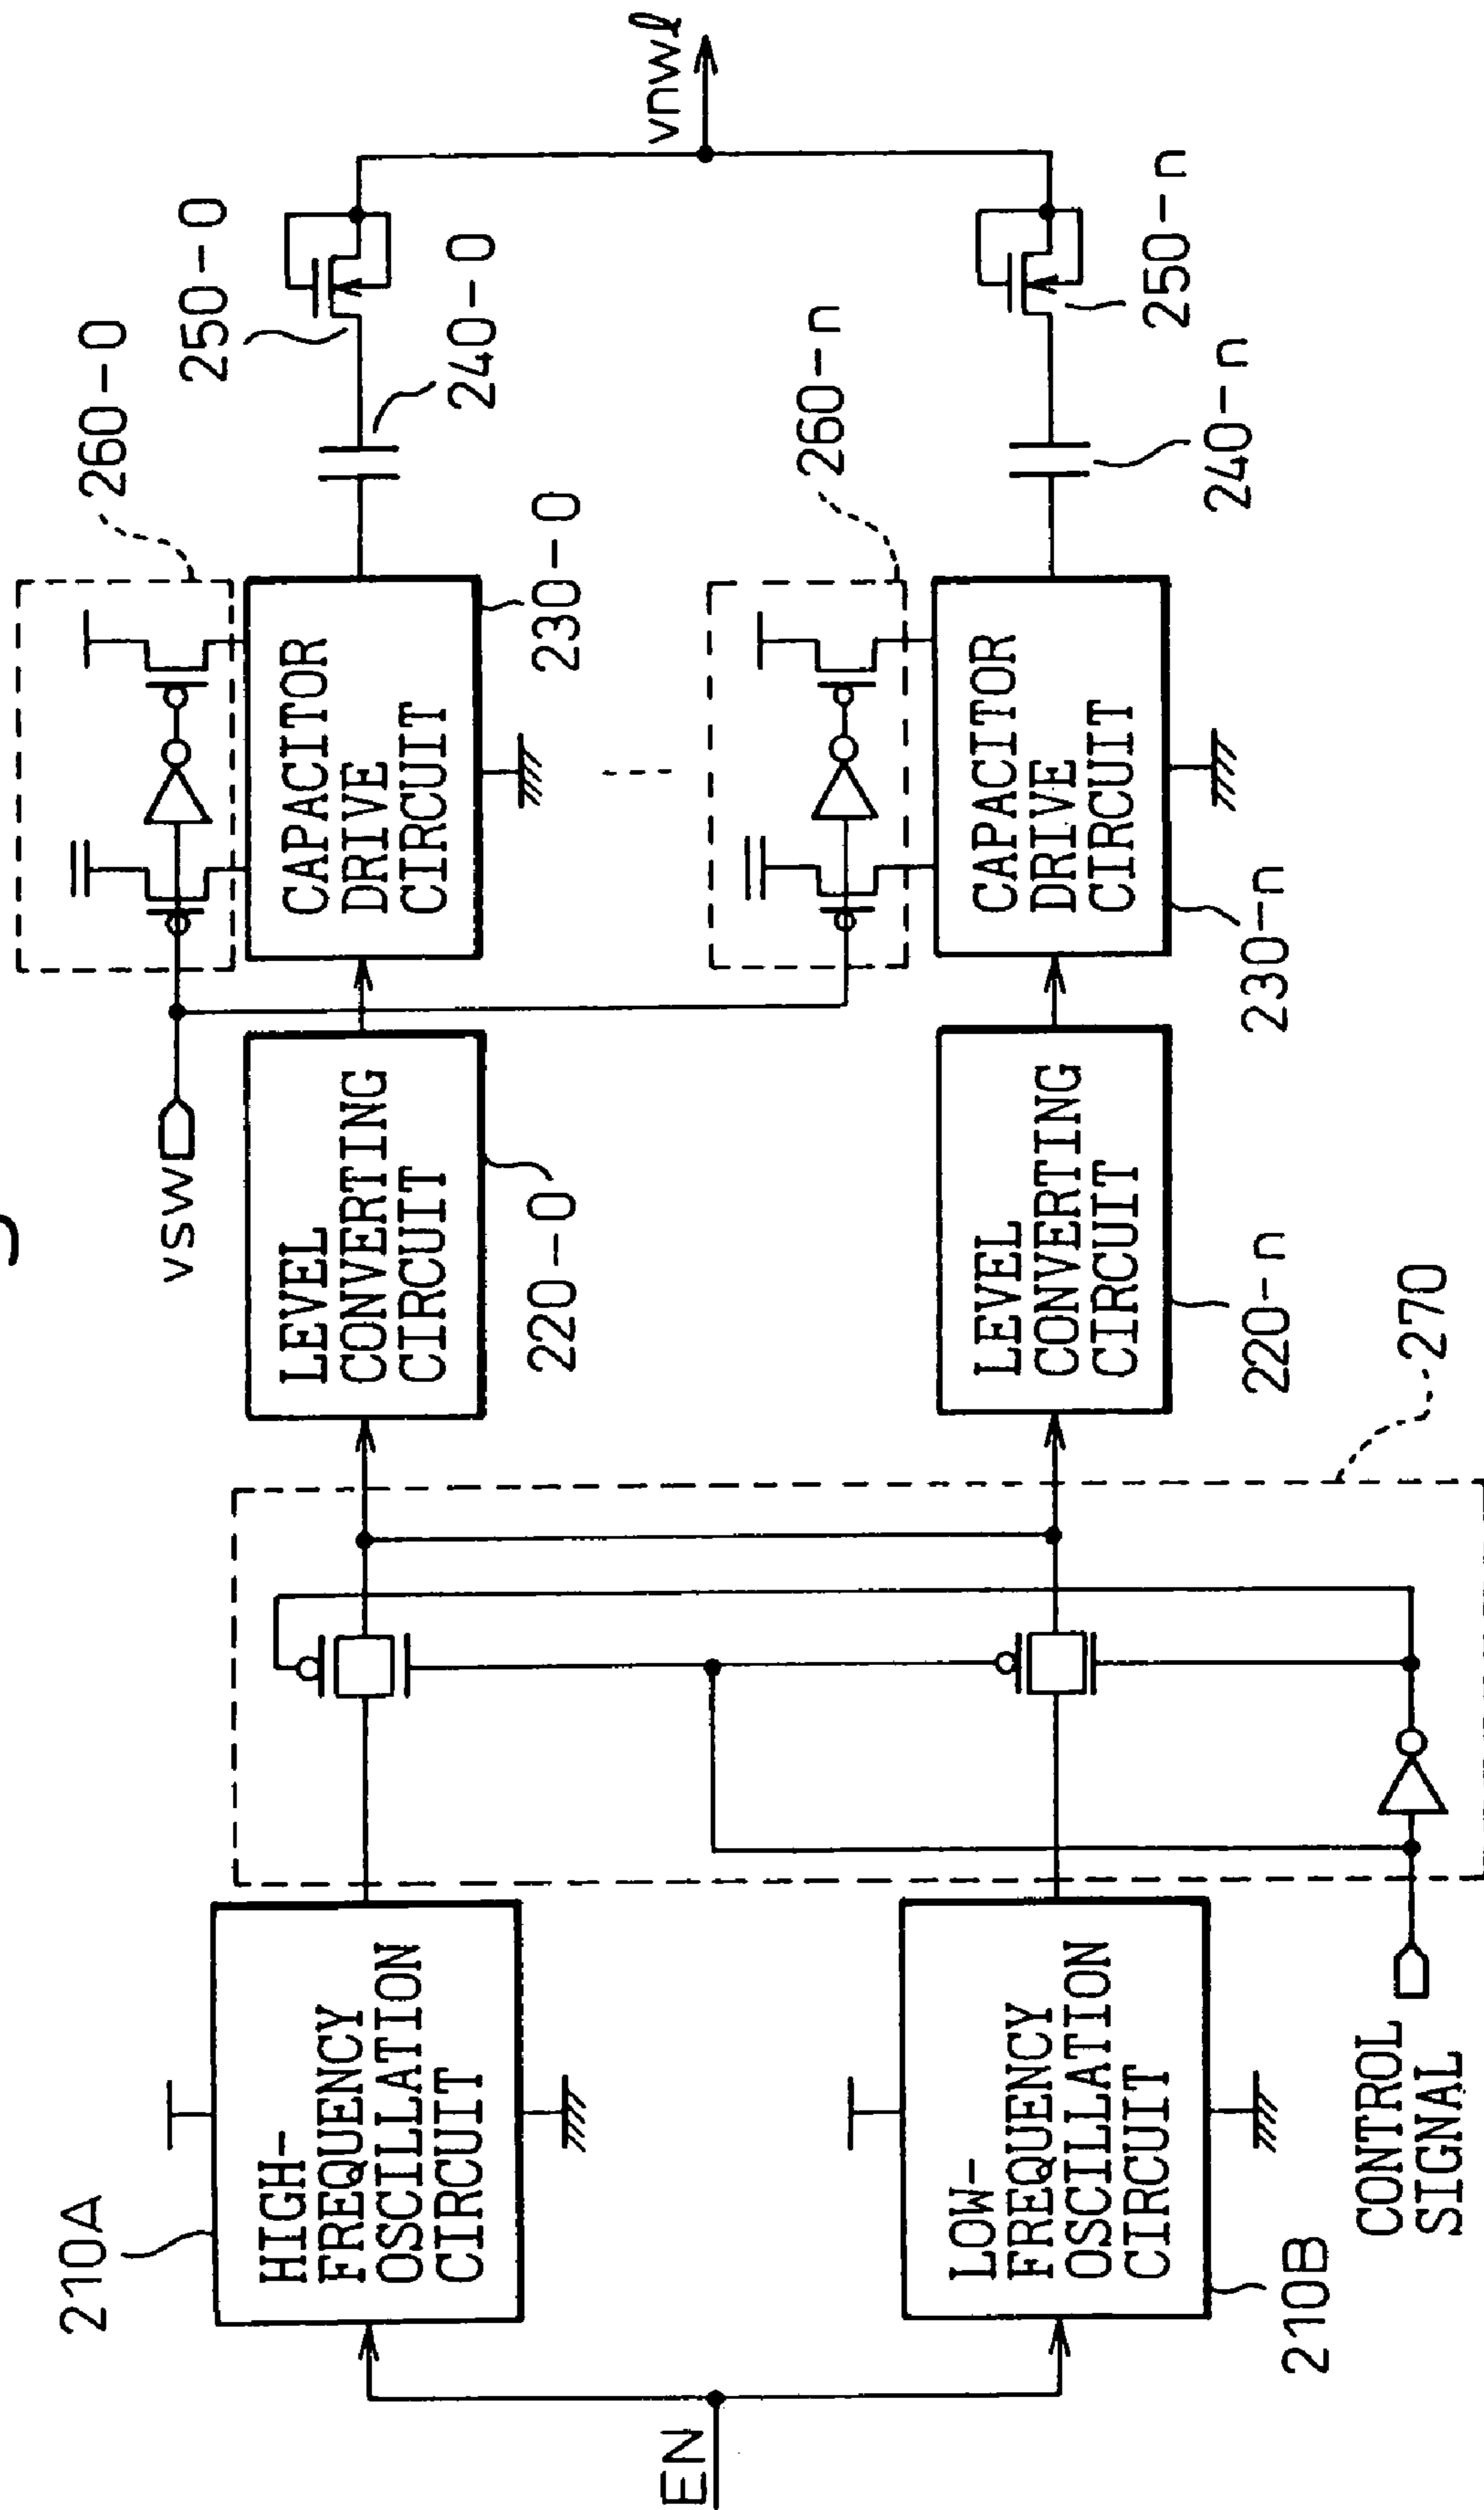 210A
HIGH-
FREQUENCY
OSCILLATION
CIRCUIT
EN
LOW-
FREQUENCY
OSCILLATION
CIRCUIT
210B
CONTROL
SIGNAL
270
vsw
LEVEL
CONVERTING
CIRCUIT
220-0
LEVEL
CONVERTING
CIRCUIT
220-n
260-0
CAPACITOR
DRIVE
CIRCUIT
230-0
260-n
CAPACITOR
DRIVE
CIRCUIT
230-n
250-0
240-0
250-n
240-n
vnwℓ